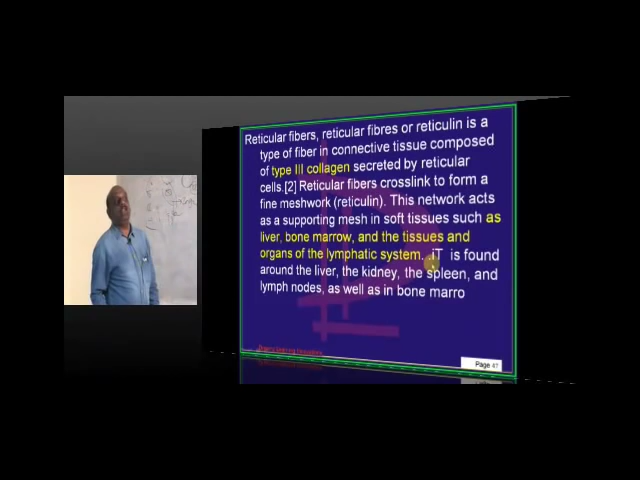 Reticular fibers, reticular fibres or reticulin is a
type of fiber in connective tissue composed
of type III collagen secreted by reticular
cells.[2] Reticular fibers crosslink to form a
fine meshwork (reticulin). This network acts
as a supporting mesh in soft tissues such as
liver, bone marrow, and the tissues and
organs of the lymphatic system. IT is found
around the liver, the kidney, the spleen, and
lymph nodes, as well as in bone marro
Page 47